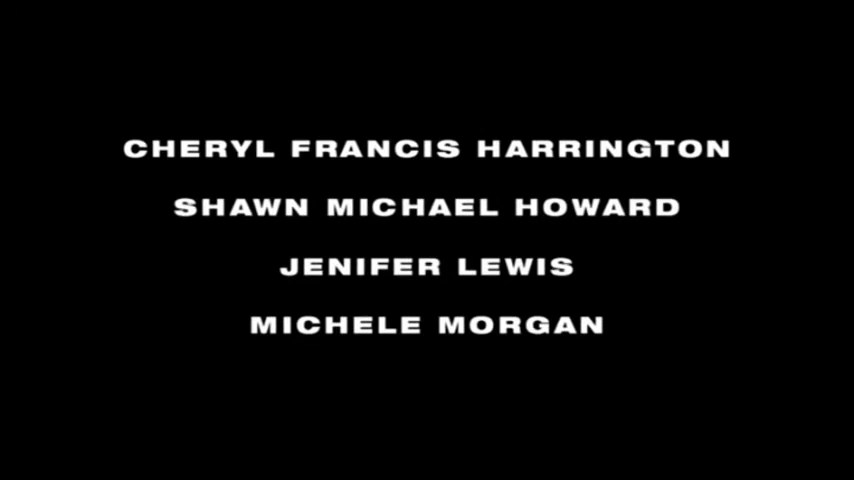 CHERYL FRANCIS HARRINGTON
SHAWN MICHAEL HOWARD
JENIFER LEWIS
MICHELE MORGAN